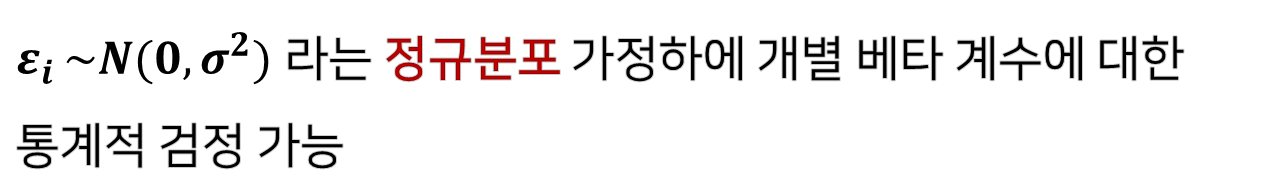 εᵢ ~N(0, σ²) 라는 정규분포 가정하에 개별 베타 계수에 대한
통계적 검정 가능